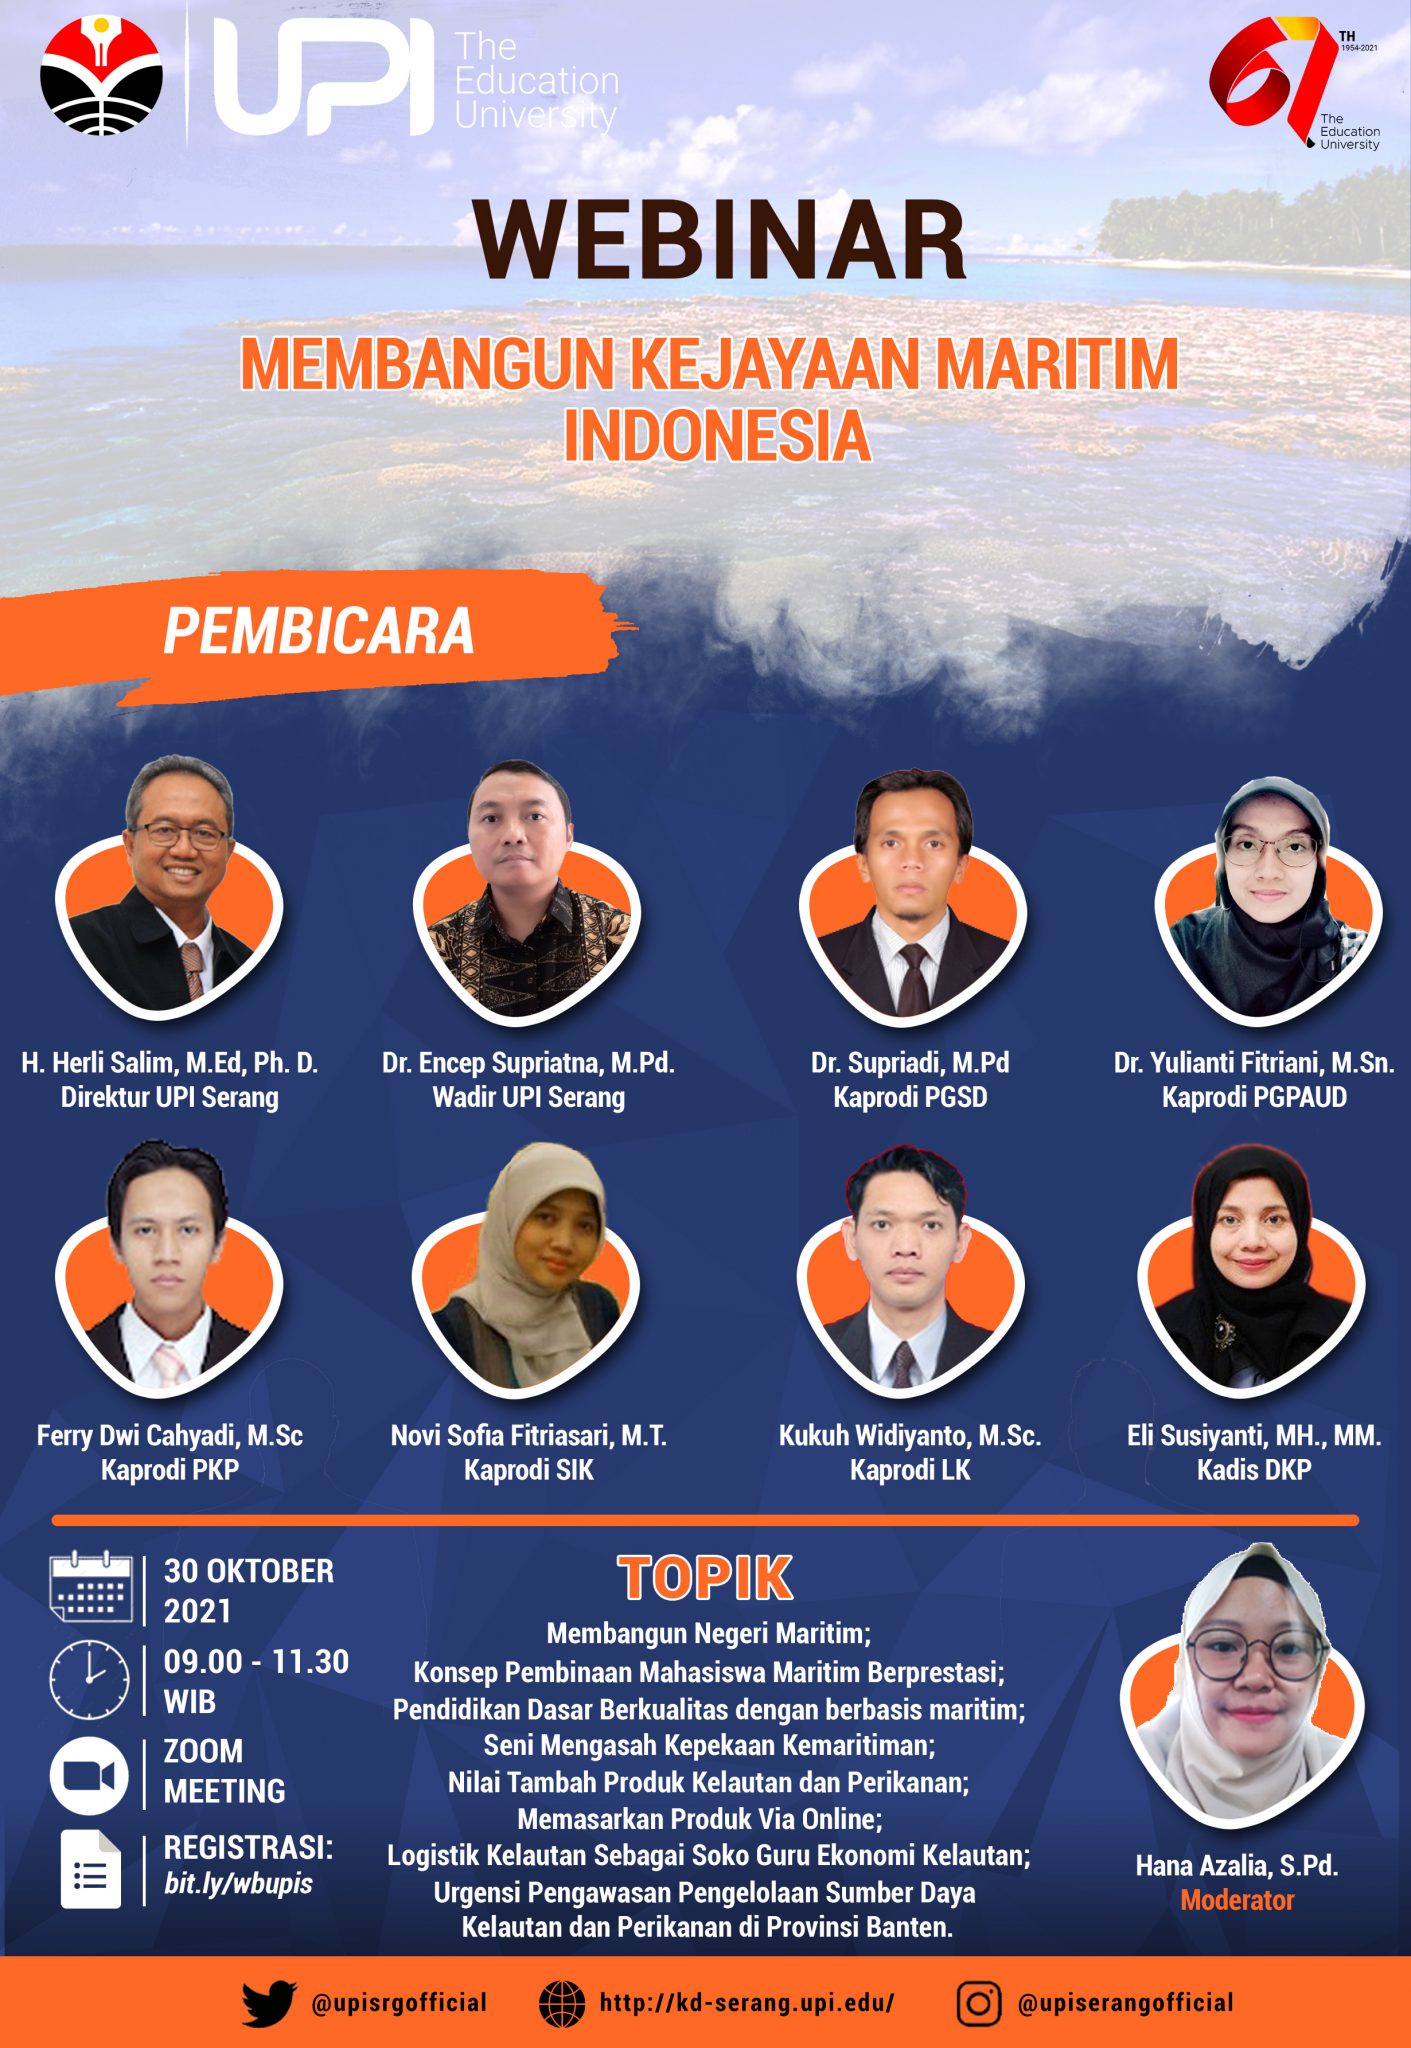 UPI
The
Education
University
67
TH
1954-2021
The
Education
University
WEBINAR
MEMBANGUN KEJAYAAN MARITIM
INDONESIA
PEMBICARA
H. Herli Salim, M.Ed, Ph. D.
Direktur UPI Serang
Dr. Encep Supriatna, M.Pd.
Wadir UPI Serang
Dr. Supriadi, M.Pd
Kaprodi PGSD
Dr. Yulianti Fitriani, M.Sn.
Kaprodi PGPAUD
Ferry Dwi Cahyadi, M.Sc
Kaprodi PKP
Novi Sofia Fitriasari, M.T.
Kaprodi SIK
Kukuh Widiyanto, M.Sc.
Kaprodi LK
Eli Susiyanti, MH., MM.
Kadis DKP
30 OKTOBER
2021
09.00 - 11.30
WIB
ZOOM
MEETING
REGISTRASI:
bit.ly/wbupis
TOPIK
Membangun Negeri Maritim;
Konsep Pembinaan Mahasiswa Maritim Berprestasi;
Pendidikan Dasar Berkualitas dengan berbasis maritim;
Seni Mengasah Kepekaan Kemaritiman;
Nilai Tambah Produk Kelautan dan Perikanan;
Memasarkan Produk Via Online;
Logistik Kelautan Sebagai Soko Guru Ekonomi Kelautan;
Urgensi Pengawasan Pengelolaan Sumber Daya
Kelautan dan Perikanan di Provinsi Banten.
Hana Azalia, S.Pd.
Moderator
@upisrgofficial
http://kd-serang.upi.edu/
@upiserangofficial